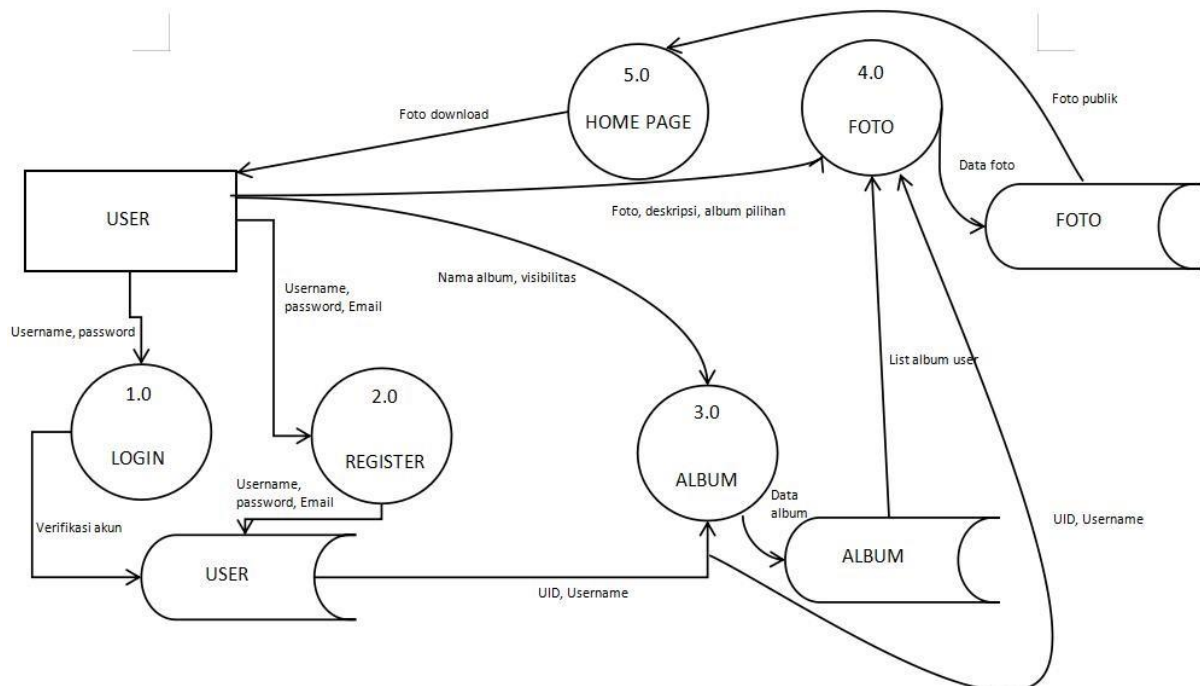 5.0
HOME PAGE
4.0
FOTO
Foto publik
Foto download
Data foto
USER
Foto, deskripsi, album pilihan
FOTO
Nama album, visibilitas
Username,
password, Email
Username, password
List album user
1.0
LOGIN
2.0
REGISTER
3.0
ALBUM
Username,
password, Email
Data
album
Verifikasi akun
UID, Username
USER
ALBUM
UID, Username